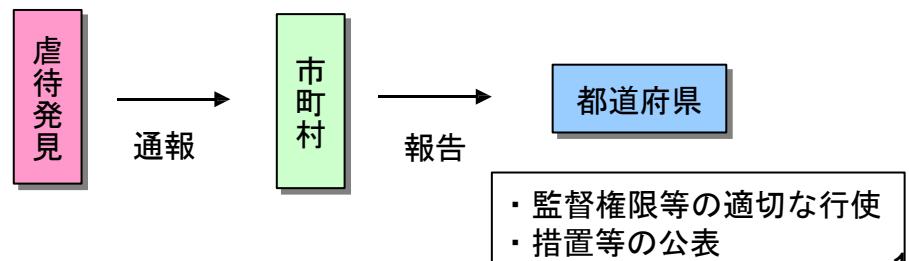 虐待発見
通報
市町村
報告
都道府県
・監督権限等の適切な行使
・措置等の公表